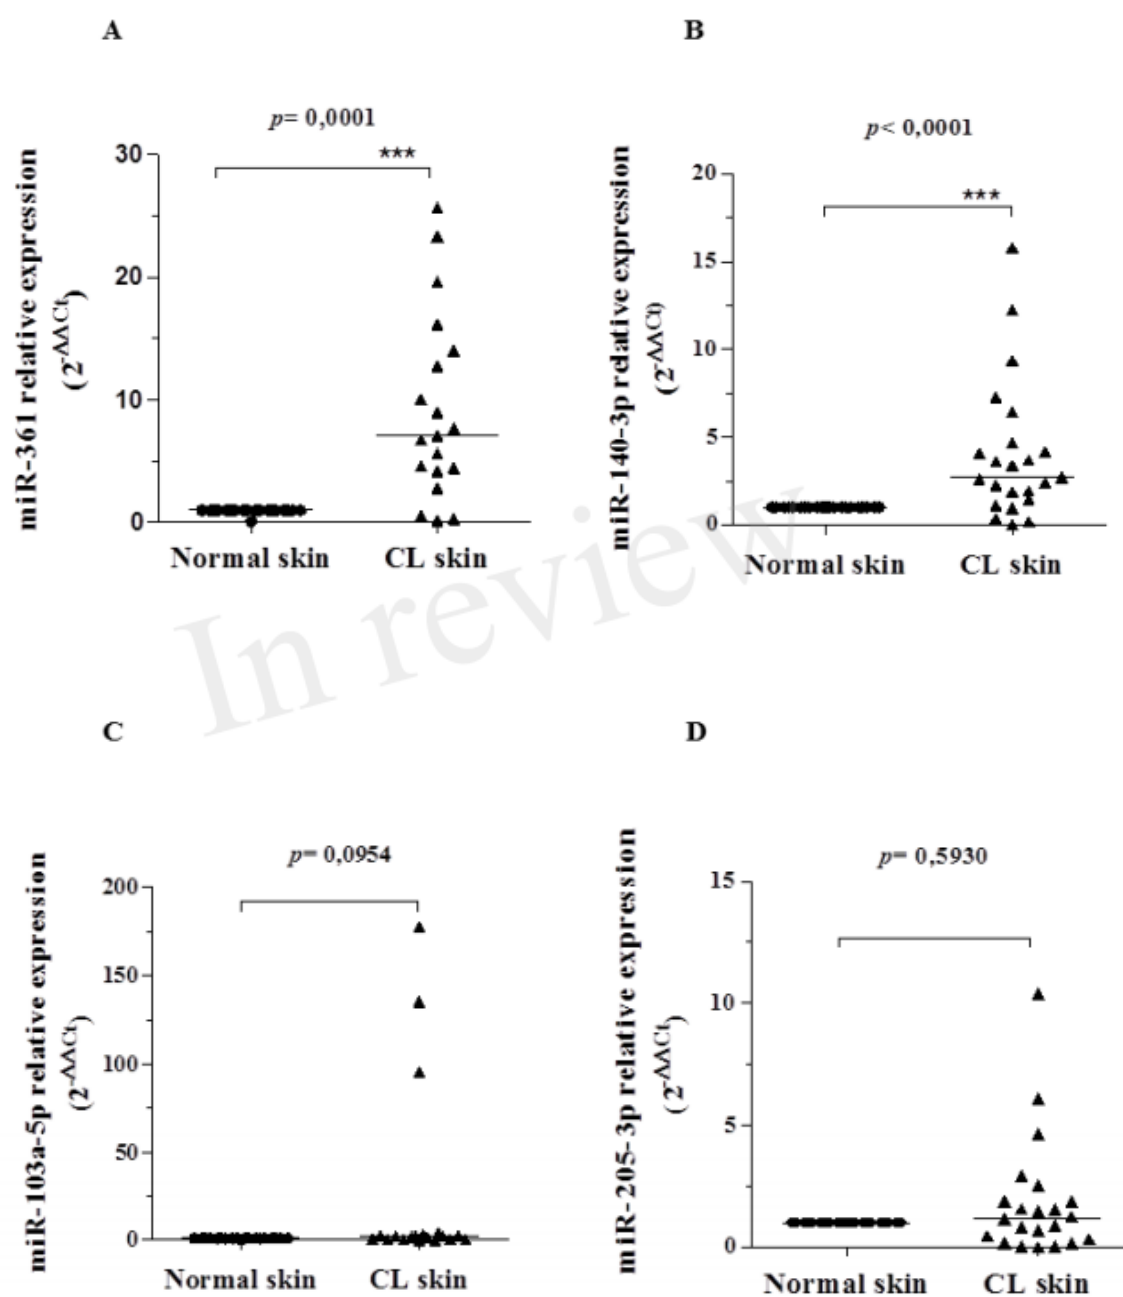 A
p= 0,0001
***
miR-361 relative expression
(2-ΔΔCt)
30
20
10
0
Normal skin
CL skin
B
p< 0,0001
***
miR-140-3p relative expression
(2-ΔΔCt)
20
15
10
5
0
Normal skin
CL skin
In review
C
p= 0,0954
miR-103a-5p relative expression
(2-ΔΔCt)
200
150
100
50
0
Normal skin
CL skin
D
p= 0,5930
miR-205-3p relative expression
(2-ΔΔCt)
15
10
5
0
Normal skin
CL skin